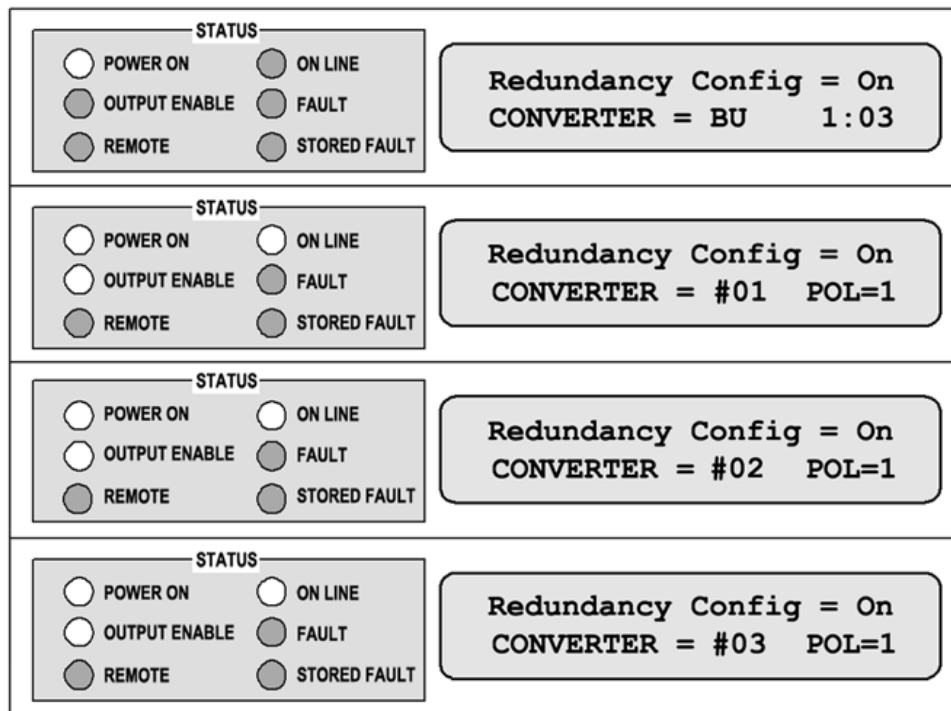 STATUS
POWER ON ON LINE
OUTPUT ENABLE FAULT
REMOTE STORED FAULT
Redundancy Config = On
CONVERTER = BU 1:03
STATUS
POWER ON ON LINE
OUTPUT ENABLE FAULT
REMOTE STORED FAULT
Redundancy Config = On
CONVERTER = #01 POL=1
STATUS
POWER ON ON LINE
OUTPUT ENABLE FAULT
REMOTE STORED FAULT
Redundancy Config = On
CONVERTER = #02 POL=1
STATUS
POWER ON ON LINE
OUTPUT ENABLE FAULT
REMOTE STORED FAULT
Redundancy Config = On
CONVERTER = #03 POL=1